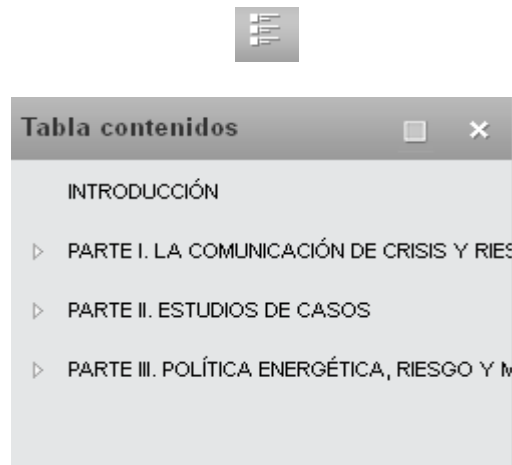 Tabla contenidos
INTRODUCCIÓN
PARTE I. LA COMUNICACIÓN DE CRISIS Y
PARTE II. ESTUDIOS DE CASOS
PARTE III. POLÍTICA ENERGÉTICA, RIESGO Y